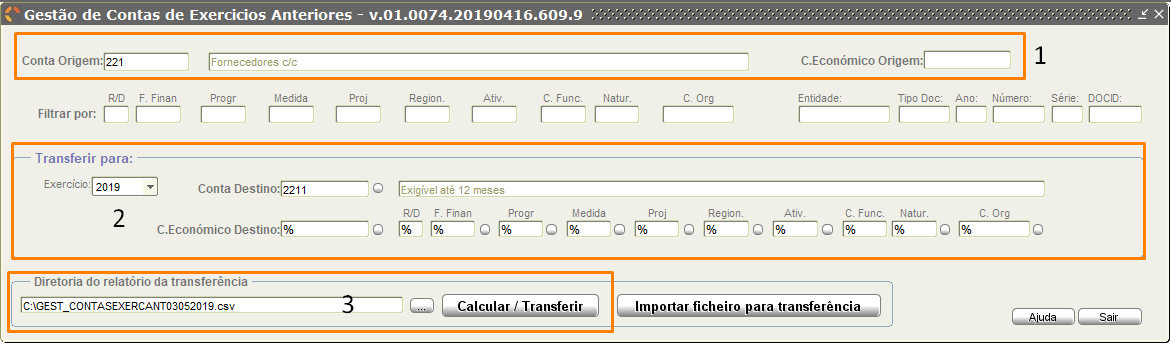 Gestão de Contas de Exercicios Anteriores - v.01.0074.20190416.609.9
Conta Origem: 221 Fornecedores c/c C.Económico Origem: 1
R/D F. Finan Progr Medida Proj Region. Ativ. C. Func. Natur. C. Org Entidade: Tipo Doc: Ano: Número: Série: DOCID:
Filtrar por:
Transferir para:
Exercício: 2019 Conta Destino: 2211 Exigível até 12 meses
2
R/D F. Finan Progr Medida Proj Region. Ativ. C. Func. Natur. C. Org
C.Económico Destino: % % % % % % % % % % %
Diretoria do relatório da transferência
C:\GEST_CONTASEXERCANT03052019.csv 3 ... Calcular / Transferir Importar ficheiro para transferência
Ajuda Sair